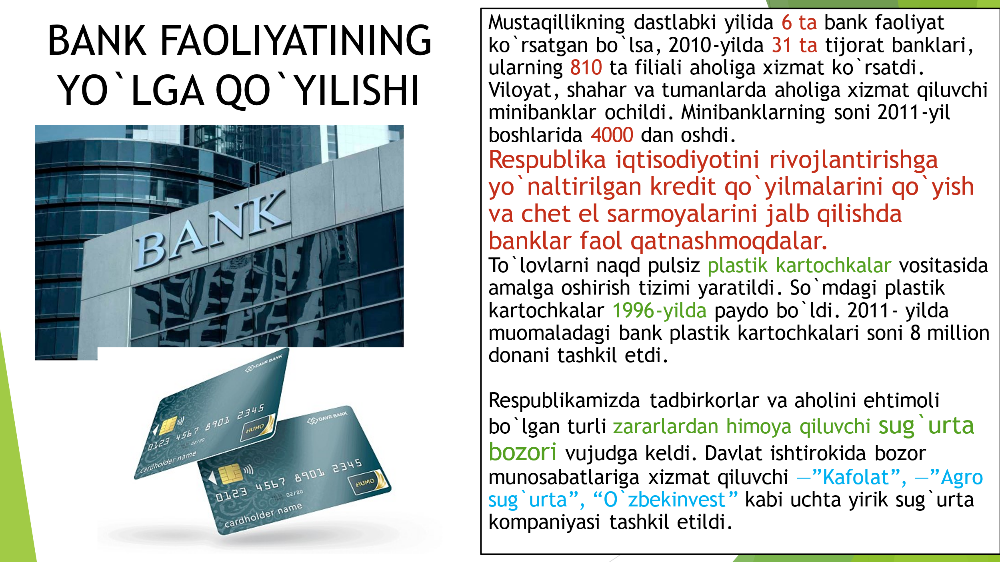 BANK FAOLIYATINING
YO`LGA QO`YILISHI
BANK
DAVR BANK
0123 4567 8901 2345
02/20
HUMO
cardholder name
DAVR BANK
0123 4567 8901 2345
02/20
HUMO
cardholder name
Mustaqillikning dastlabki yilida 6 ta bank faoliyat
ko`rsatgan bo`lsa, 2010-yilda 31 ta tijorat banklari,
ularning 810 ta filiali aholiga xizmat ko`rsatdi.
Viloyat, shahar va tumanlarda aholiga xizmat qiluvchi
minibanklar ochildi. Minibanklarning soni 2011-yil
boshlarida 4000 dan oshdi.
Respublika iqtisodiyotini rivojlantirishga
yo`naltirilgan kredit qo`yilmalarini qo`yish
va chet el sarmoyalarini jalb qilishda
banklar faol qatnashmoqdalar.
To`lovlarni naqd pulsiz plastik kartochkalar vositasida
amalga oshirish tizimi yaratildi. So`mdagi plastik
kartochkalar 1996-yilda paydo bo`ldi. 2011- yilda
muomaladagi bank plastik kartochkalari soni 8 million
donani tashkil etdi.
Respublikamizda tadbirkorlar va aholini ehtimoli
bo`lgan turli zararlardan himoya qiluvchi sug`urta
bozori vujudga keldi. Davlat ishtirokida bozor
munosabatlariga xizmat qiluvchi ―”Kafolat”, ―”Agro
sug`urta”, “O`zbekinvest” kabi uchta yirik sug`urta
kompaniyasi tashkil etildi.